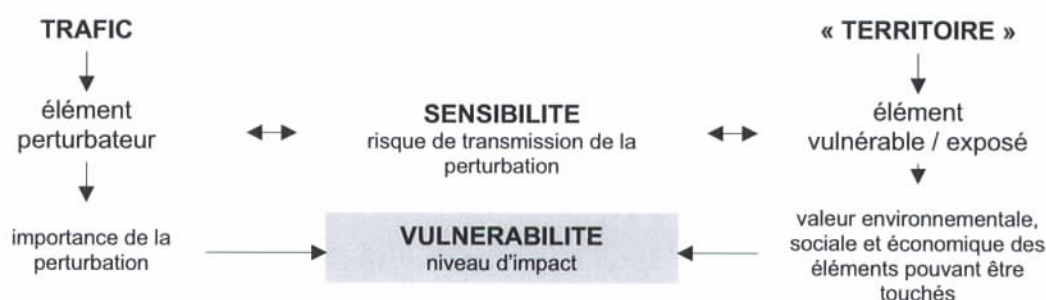 TRAFIC
« TERRITOIRE »
élément
perturbateur
SENSIBILITE
risque de transmission de la
perturbation
élément
vulnérable / exposé
importance de la
perturbation
VULNERABILITE
niveau d'impact
valeur environnementale,
sociale et économique des
éléments pouvant être
touchés